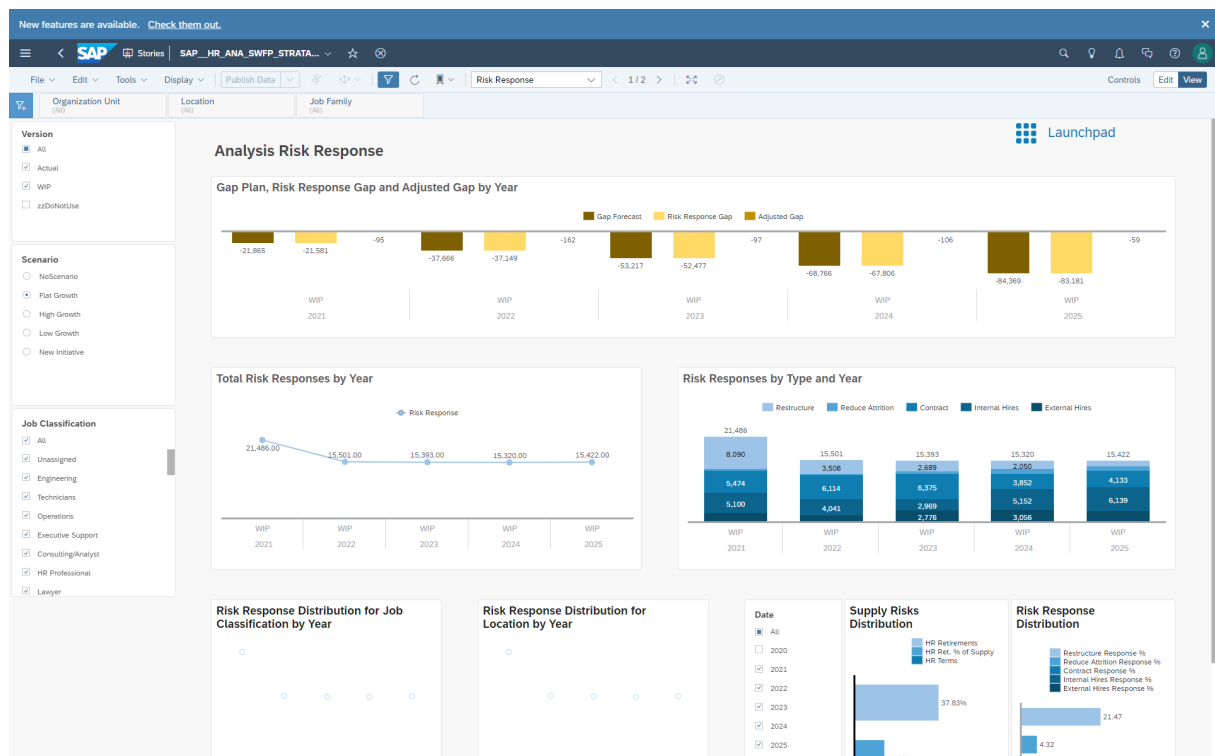 New features are available. Check them out.
SAP Stories SAP__HR_ANA_SWFP_STRATA...
File Edit Tools Display Publish Data Risk Response 1/2 Controls Edit View
Organization Unit
(All)
Location
(All)
Job Family
(All)
Launchpad
Version
All
Actual
WIP
zzDoNotUse
Scenario
NoScenario
Flat Growth
High Growth
Low Growth
New Initiative
Job Classification
All
Unassigned
Engineering
Technicians
Operations
Executive Support
Consulting/Analyst
HR Professional
Lawyer
Analysis Risk Response
Gap Plan, Risk Response Gap and Adjusted Gap by Year
Gap Forecast Risk Response Gap Adjusted Gap
-21,865 -21,581 -95 -37,666 -37,149 -162 -53,217 -52,477 -97 -68,766 -67,806 -106 -84,369 -83,181 -59
WIP WIP WIP WIP WIP
2021 2022 2023 2024 2025
Total Risk Responses by Year
Risk Response
21,486.00 15,501.00 15,393.00 15,320.00 15,422.00
WIP WIP WIP WIP WIP
2021 2022 2023 2024 2025
Risk Responses by Type and Year
Restructure Reduce Attrition Contract Internal Hires External Hires
21,486 15,501 15,393 15,320 15,422
8,090 3,508 2,689 2,050
5,474 6,114 6,375 3,852 4,133
5,100 4,041 2,969 5,152 6,139
2,776 3,056
WIP WIP WIP WIP WIP
2021 2022 2023 2024 2025
Risk Response Distribution for Job
Classification by Year
Risk Response Distribution for
Location by Year
Date
All
2020
2021
2022
2023
2024
2025
Supply Risks
Distribution
HR Retirements
HR Ret. % of Supply
HR Terms
37.83%
Risk Response
Distribution
Restructure Response %
Reduce Attrition Response %
Contract Response %
Internal Hires Response %
External Hires Response %
21.47
4.32